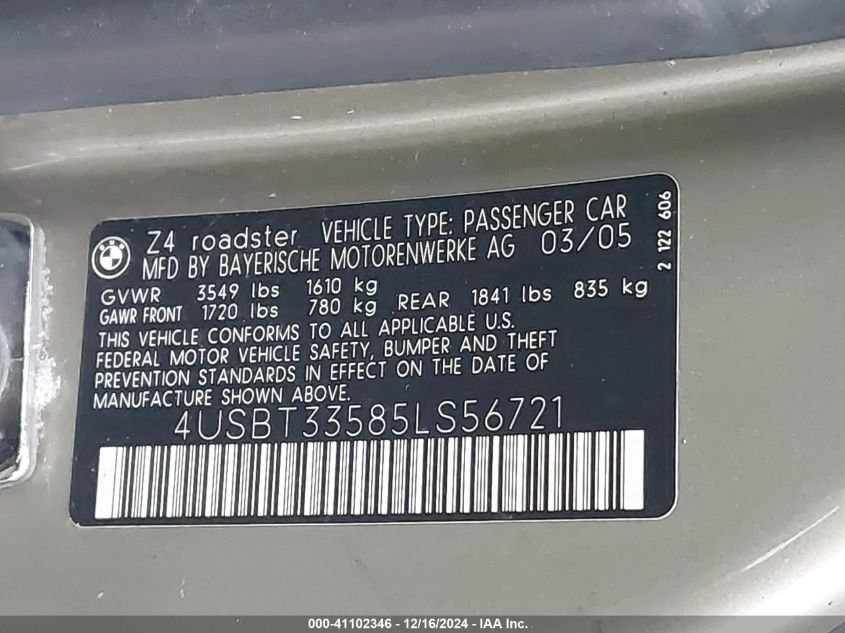 BMW
Z4 roadster VEHICLE TYPE: PASSENGER CAR
MFD BY BAYERISCHE MOTORENWERKE AG 03/05
GVWR 3549 lbs 1610 kg
GAWR FRONT 1720 lbs 780 kg REAR 1841 lbs 835 kg
THIS VEHICLE CONFORMS TO ALL APPLICABLE U.S.
FEDERAL MOTOR VEHICLE SAFETY, BUMPER AND THEFT
PREVENTION STANDARDS IN EFFECT ON THE DATE OF
MANUFACTURE SHOWN ABOVE.
4USBT33585LS56721
2 122 606
000-41102346 - 12/16/2024 - IAA Inc.